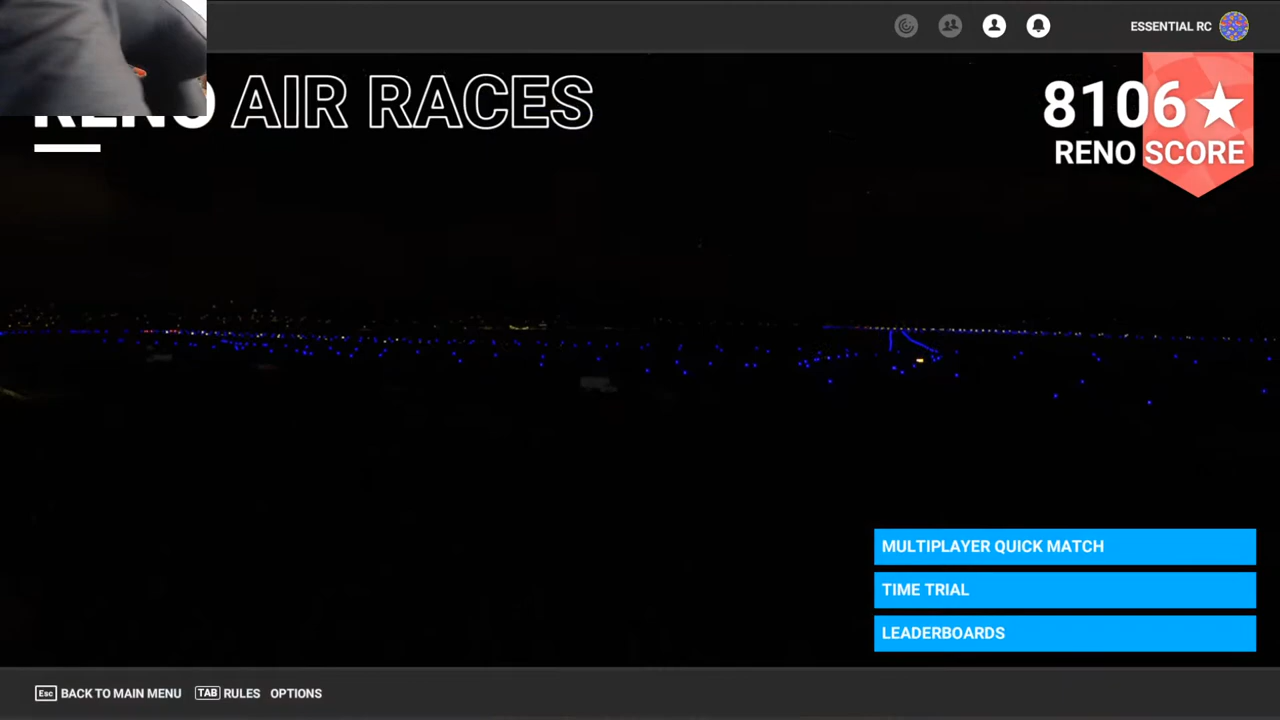 ESSENTIAL RC
RENO AIR RACES
8106
RENO SCORE
MULTIPLAYER QUICK MATCH
TIME TRIAL
LEADERBOARDS
Esc BACK TO MAIN MENU TAB RULES OPTIONS